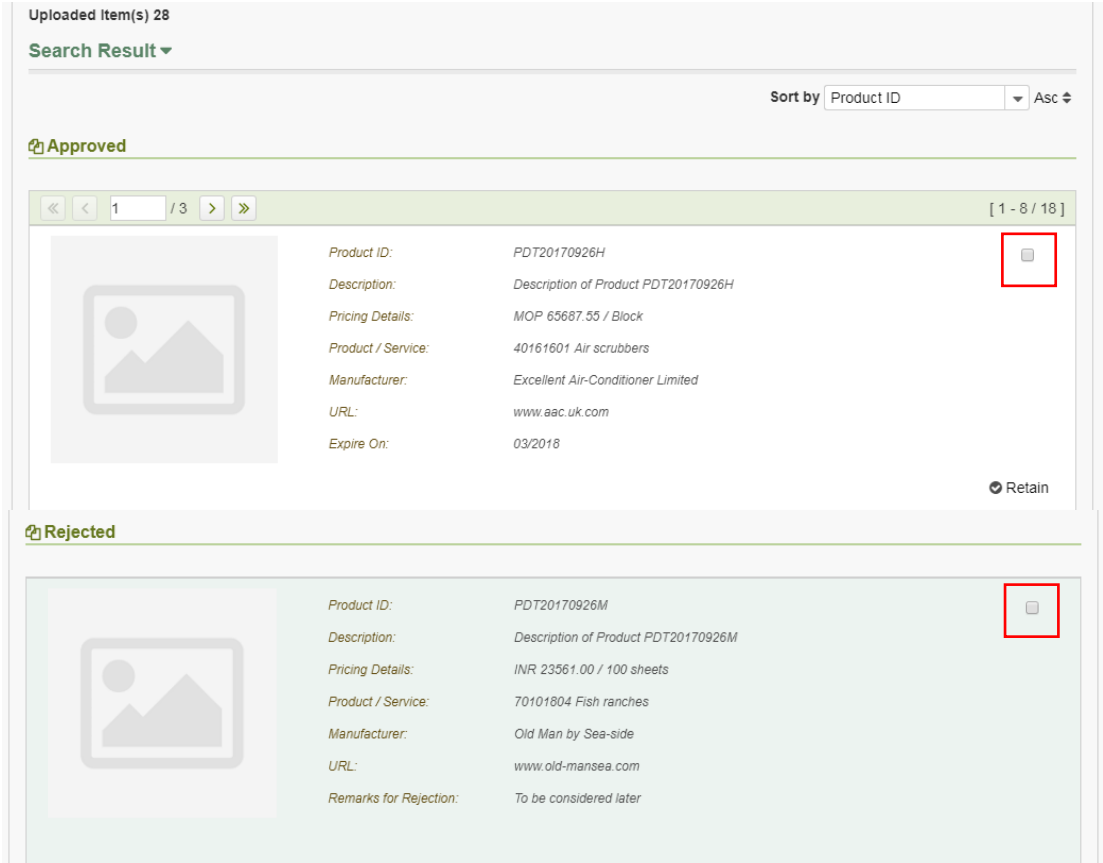 Uploaded Item(s) 28
Search Result
Sort by Product ID Asc
Approved
1 / 3 [ 1 - 8 / 18 ]
Product ID: PDT20170926H
Description: Description of Product PDT20170926H
Pricing Details: MOP 65687.55 / Block
Product / Service: 40161601 Air scrubbers
Manufacturer: Excellent Air-Conditioner Limited
URL: www.aac.uk.com
Expire On: 03/2018
Retain
Rejected
Product ID: PDT20170926M
Description: Description of Product PDT20170926M
Pricing Details: INR 23561.00 / 100 sheets
Product / Service: 70101804 Fish ranches
Manufacturer: Old Man by Sea-side
URL: www.old-mansea.com
Remarks for Rejection: To be considered later